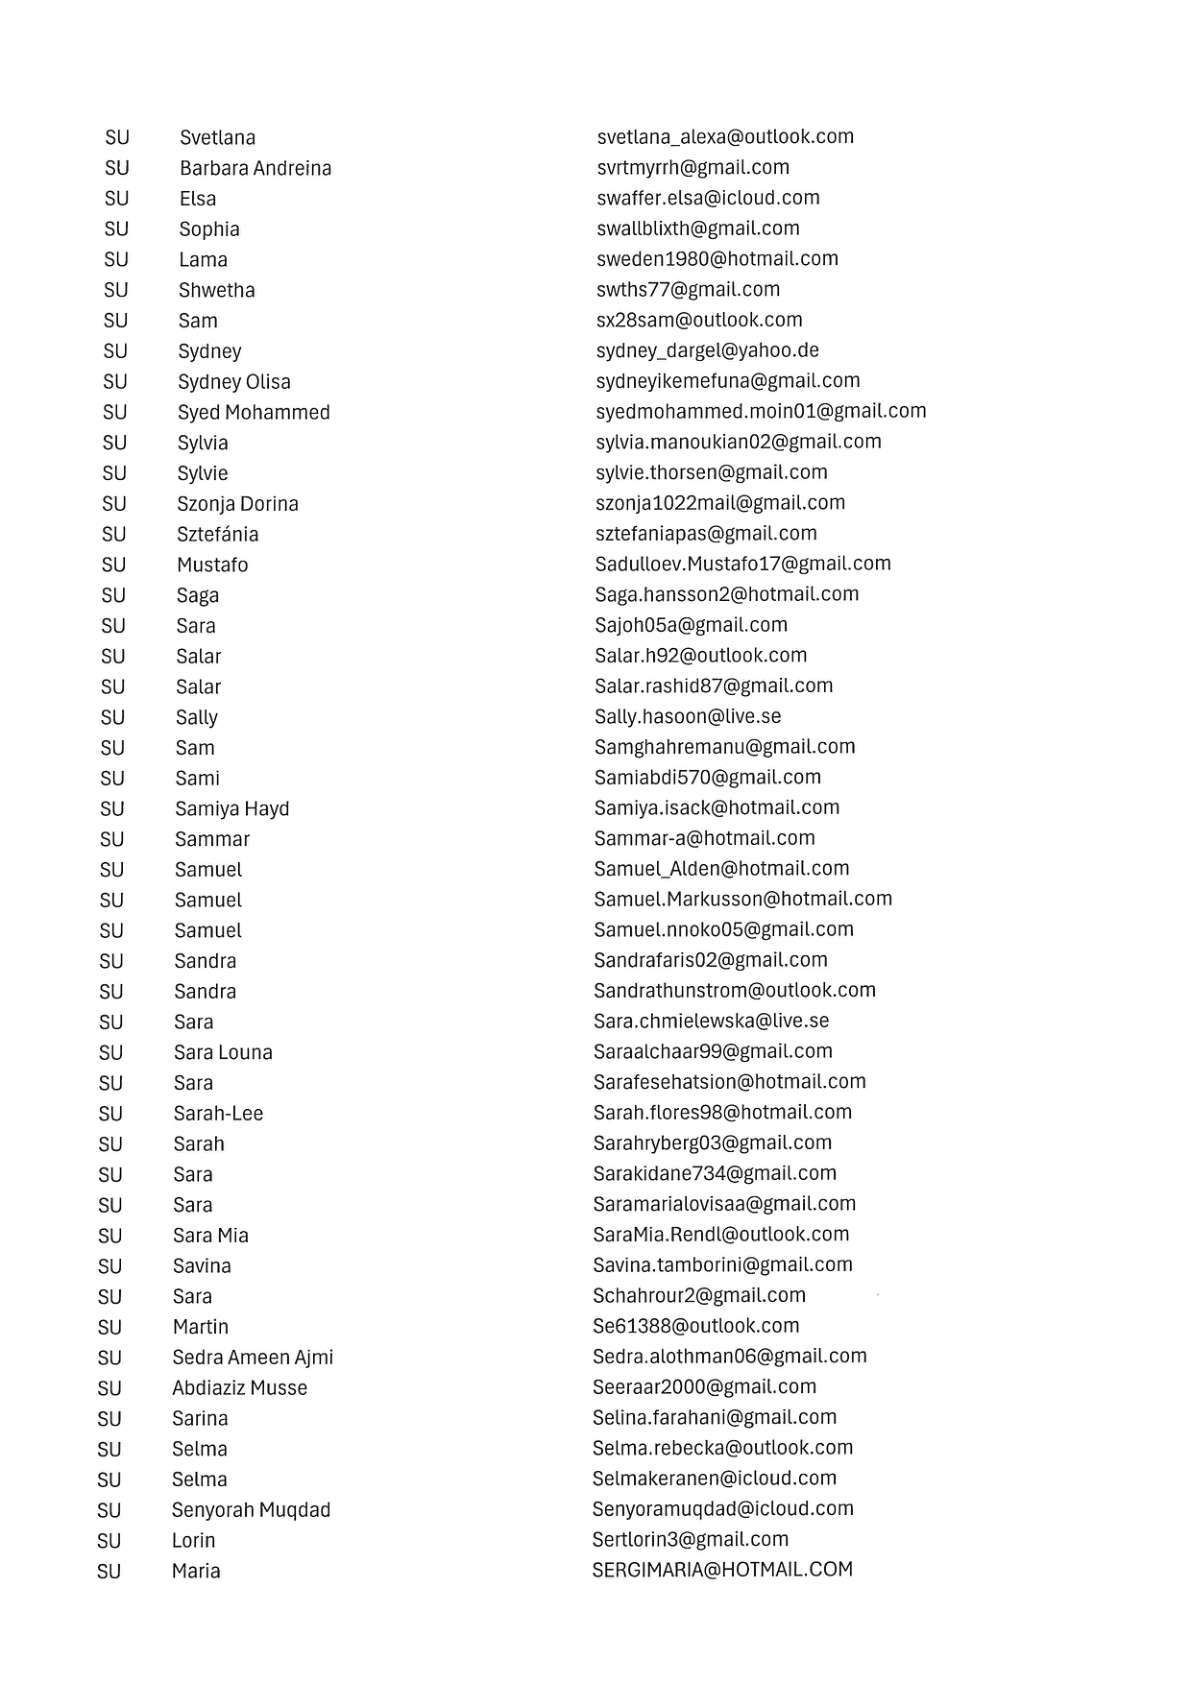 SU Svetlana svetlana_alexa@outlook.com
SU Barbara Andreina svrtmyrrh@gmail.com
SU Elsa swaffer.elsa@icloud.com
SU Sophia swallblixth@gmail.com
SU Lama sweden1980@hotmail.com
SU Shwetha swths77@gmail.com
SU Sam sx28sam@outlook.com
SU Sydney sydney_dargel@yahoo.de
SU Sydney Olisa sydneyikemefuna@gmail.com
SU Syed Mohammed syedmohammed.moin01@gmail.com
SU Sylvia sylvia.manoukian02@gmail.com
SU Sylvie sylvie.thorsen@gmail.com
SU Szonja Dorina szonja1022mail@gmail.com
SU Sztefánia sztefaniapas@gmail.com
SU Mustafo Sadulloev.Mustafo17@gmail.com
SU Saga Saga.hansson2@hotmail.com
SU Sara Sajoh05a@gmail.com
SU Salar Salar.h92@outlook.com
SU Salar Salar.rashid87@gmail.com
SU Sally Sally.hasoon@live.se
SU Sam Samghahremanu@gmail.com
SU Sami Samiabdi570@gmail.com
SU Samiya Hayd Samiya.isack@hotmail.com
SU Sammar Sammar-a@hotmail.com
SU Samuel Samuel_Alden@hotmail.com
SU Samuel Samuel.Markusson@hotmail.com
SU Samuel Samuel.nnoko05@gmail.com
SU Sandra Sandrafaris02@gmail.com
SU Sandra Sandrathunstrom@outlook.com
SU Sara Sara.chmielewska@live.se
SU Sara Louna Saraalchaar99@gmail.com
SU Sara Sarafesehatsion@hotmail.com
SU Sarah-Lee Sarah.flores98@hotmail.com
SU Sarah Sarahryberg03@gmail.com
SU Sara Sarakidane734@gmail.com
SU Sara Saramarialovisaa@gmail.com
SU Sara Mia SaraMia.Rendl@outlook.com
SU Savina Savina.tamborini@gmail.com
SU Sara Schahrour2@gmail.com
SU Martin Se61388@outlook.com
SU Sedra Ameen Ajmi Sedra.alothman06@gmail.com
SU Abdiaziz Musse Seeraar2000@gmail.com
SU Sarina Selina.farahani@gmail.com
SU Selma Selma.rebecka@outlook.com
SU Selma Selmakeranen@icloud.com
SU Senyorah Muqdad Senyoramuqdad@icloud.com
SU Lorin Sertlorin3@gmail.com
SU Maria SERGIMARIA@HOTMAIL.COM